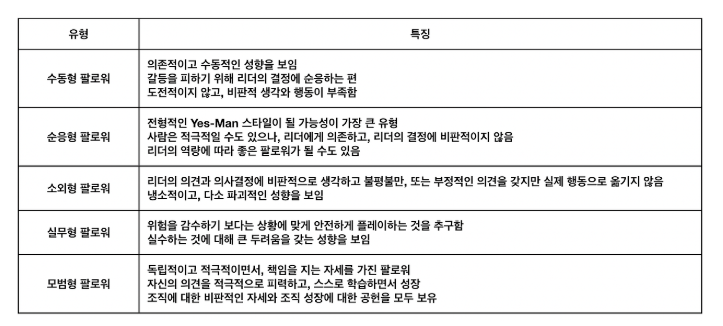 유형
특징
수동형 팔로워
의존적이고 수동적인 성향을 보임
갈등을 피하기 위해 리더의 결정에 순응하는 편
도전적이지 않고, 비판적 생각와 행동이 부족함
순응형 팔로워
전형적인 Yes-Man 스타일이 될 가능성이 가장 큰 유형
사람은 적극적일 수도 있으나, 리더에게 의존하고, 리더의 결정에 비판적이지 않음
리더의 역량에 따라 좋은 팔로워가 될 수도 있음
소외형 팔로워
리더의 의견과 의사결정에 비판적으로 생각하고 불평불만, 또는 부정적인 의견을 갖지만 실제 행동으로 옮기지 않음
냉소적이고, 다소 파괴적인 성향을 보임
실무형 팔로워
위험을 감수하기 보다는 상황에 맞게 안전하게 플레이하는 것을 추구함
실수하는 것에 대해 큰 두려움을 갖는 성향을 보임
모범형 팔로워
독립적이고 적극적이면서, 책임을 지는 자세를 가진 팔로워
자신의 의견을 적극적으로 피력하고, 스스로 학습하면서 성장
조직에 대한 비판적인 자세와 조직 성장에 대한 공헌을 모두 보유